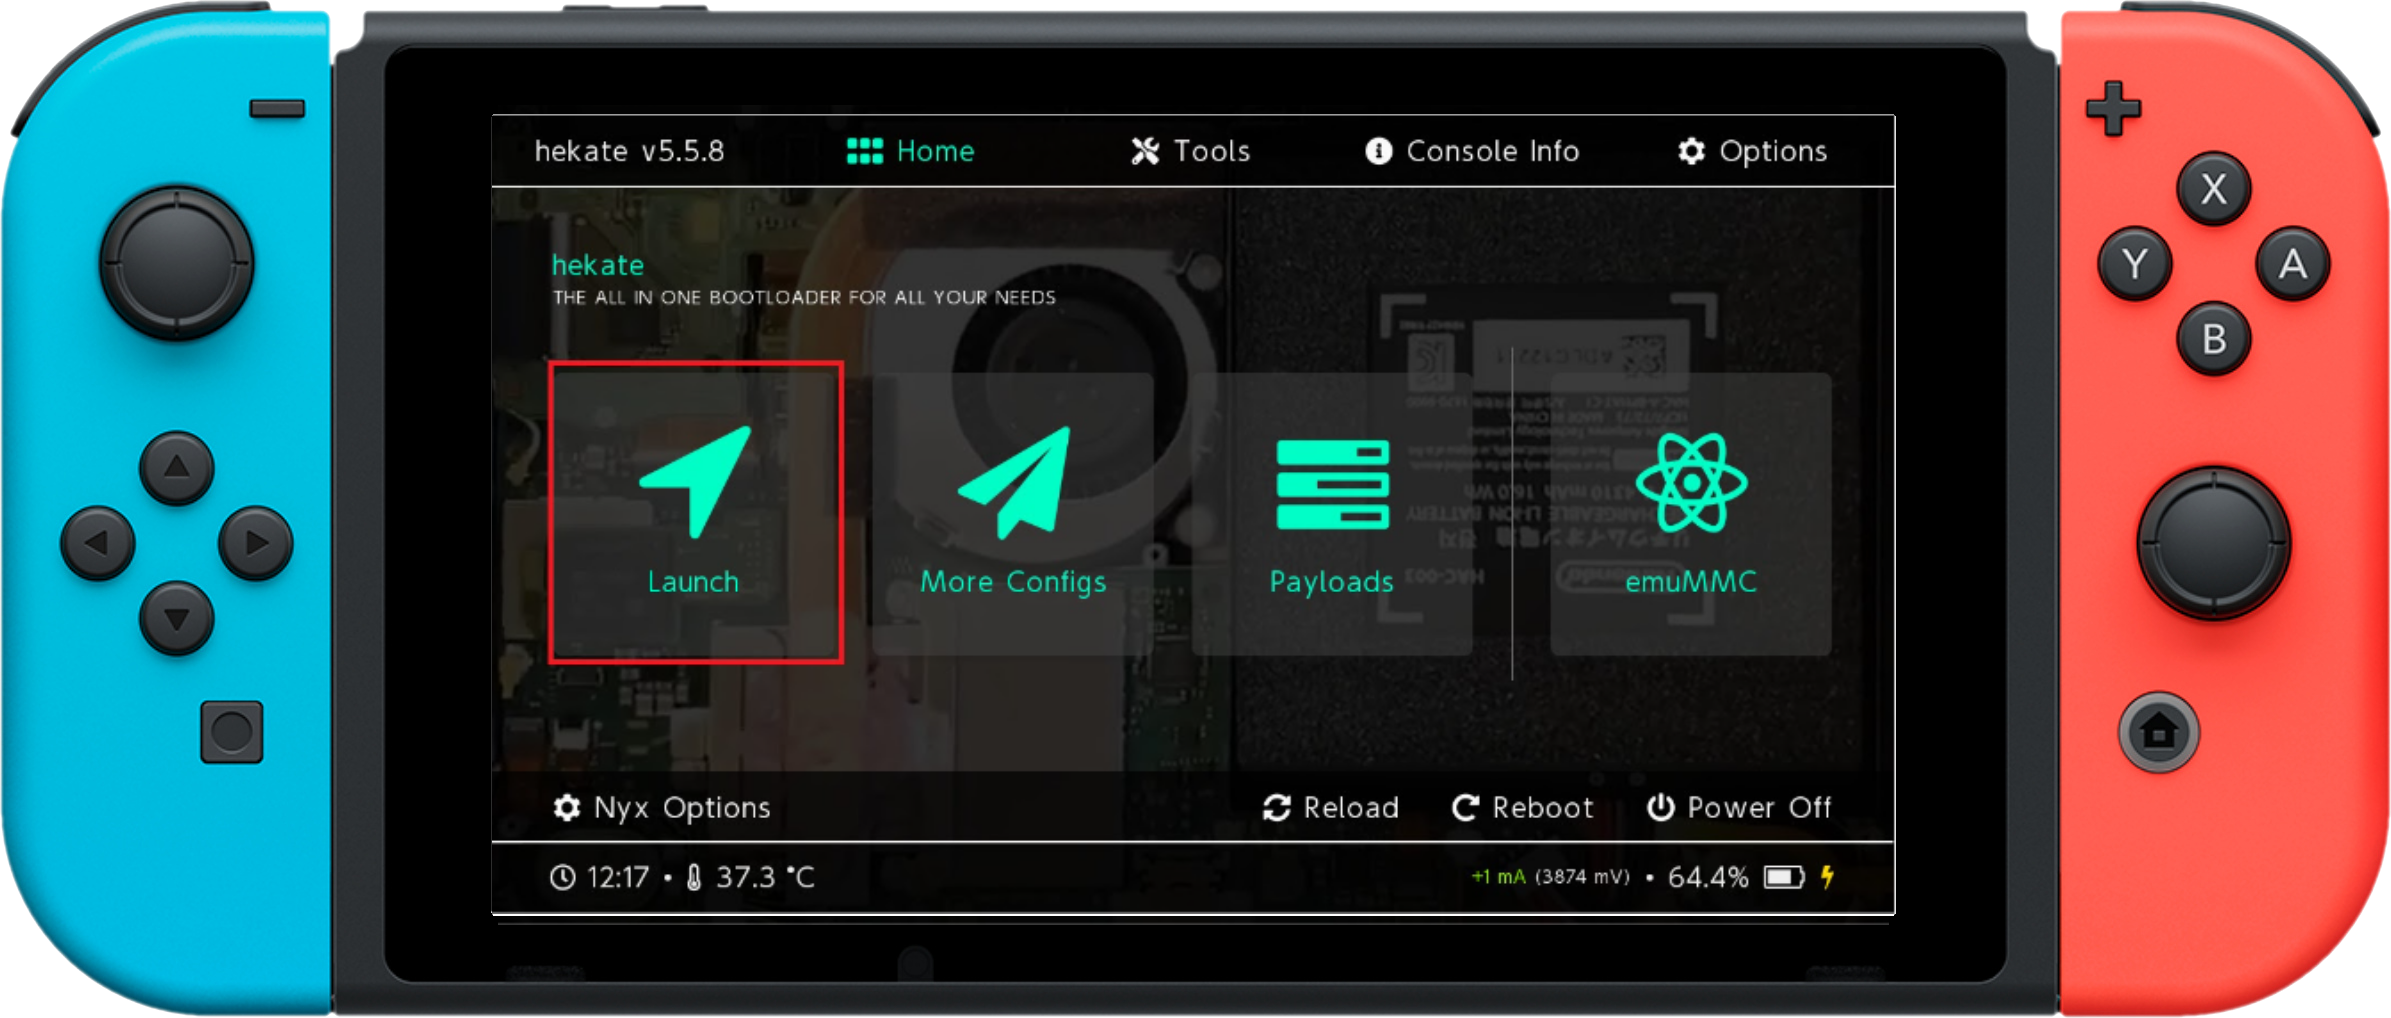 hekate v5.5.8 Home Tools Console Info Options
hekate
THE ALL IN ONE BOOTLOADER FOR ALL YOUR NEEDS
Launch More Configs Payloads emuMMC
Nyx Options Reload Reboot Power Off
12:17 • 37.3 °C +1 mA (3874 mV) • 64.4%
X
Y A
B